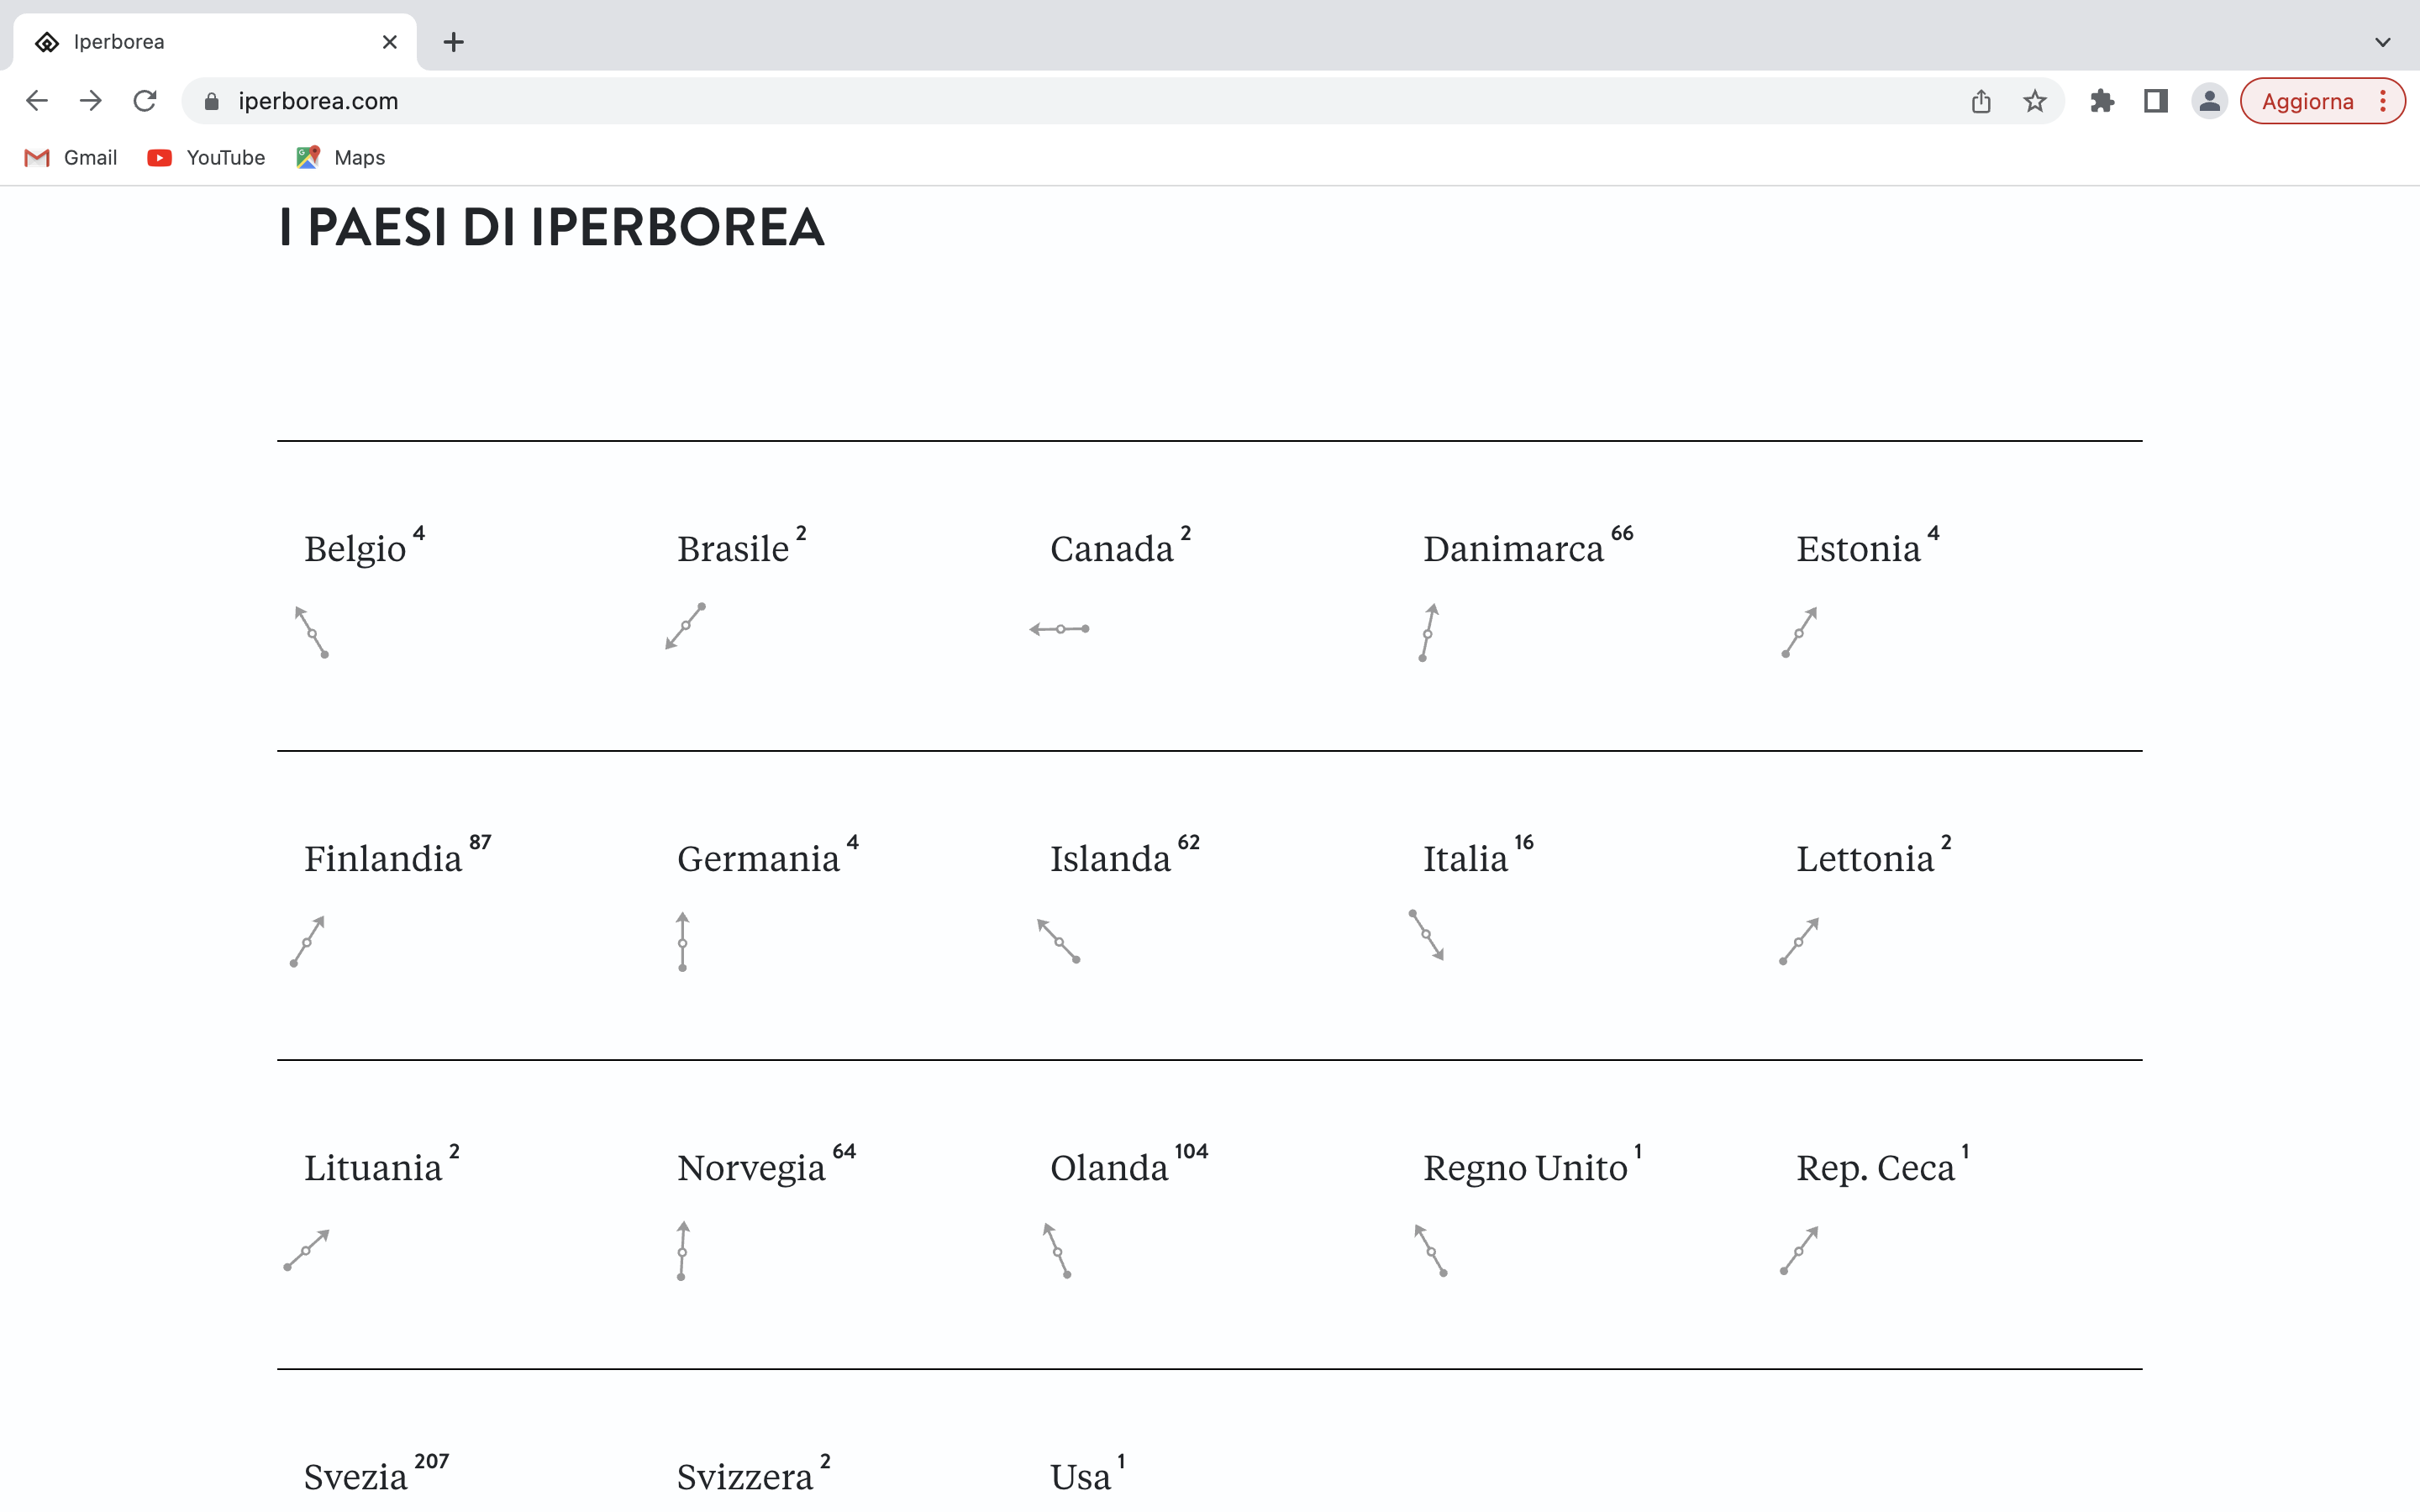 Iperborea
iperborea.com
Aggiorna
Gmail YouTube Maps
I PAESI DI IPERBOREA
Belgio 4 Brasile 2 Canada 2 Danimarca 66 Estonia 4
Finlandia 87 Germania 4 Islanda 62 Italia 16 Lettonia 2
Lituania 2 Norvegia 64 Olanda 104 Regno Unito 1 Rep. Ceca 1
Svezia 207 Svizzera 2 Usa 1